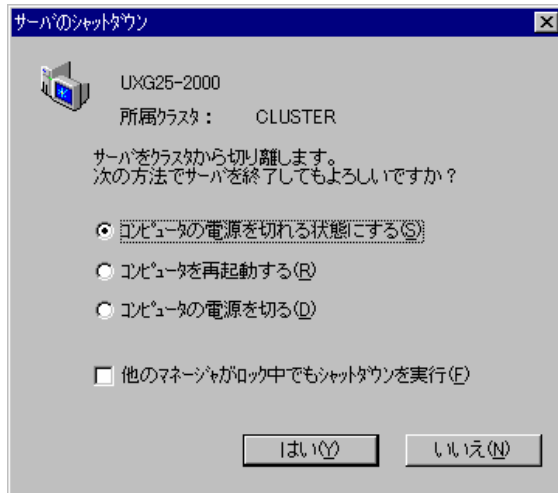 サーバのシャットダウン
UXG25-2000
所属クラスタ： CLUSTER
サーバをクラスタから切り離します。
次の方法でサーバを終了してもよろしいですか？
コンピュータの電源を切れる状態にする(S)
コンピュータを再起動する(R)
コンピュータの電源を切る(D)
他のマネージャがロック中でもシャットダウンを実行(F)
はい(Y) いいえ(N)